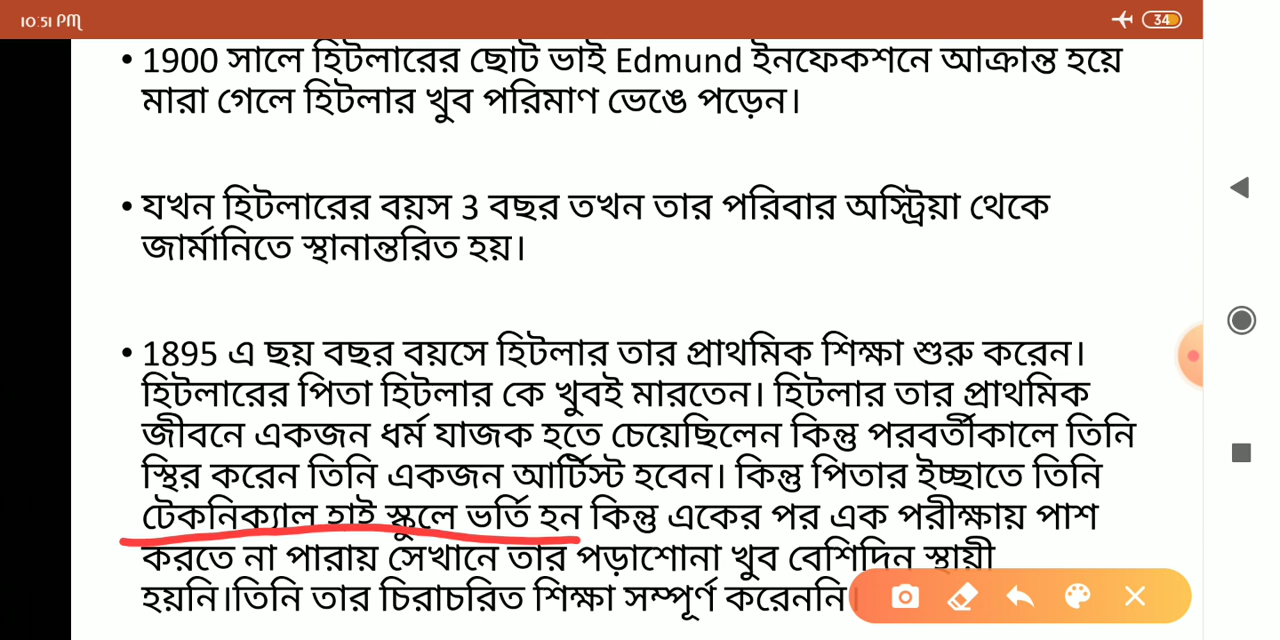 10:51 PM
34
• 1900 সালে হিটলারের ছোট ভাই Edmund ইনফেকশনে আক্রান্ত হয়ে
মারা গেলে হিটলার খুব পরিমাণ ভেঙে পড়েন।
• যখন হিটলারের বয়স 3 বছর তখন তার পরিবার অস্ট্রিয়া থেকে
জার্মানিতে স্থানান্তরিত হয়।
• 1895 এ ছয় বছর বয়সে হিটলার তার প্রাথমিক শিক্ষা শুরু করেন।
হিটলারের পিতা হিটলার কে খুবই মারতেন। হিটলার তার প্রাথমিক
জীবনে একজন ধর্ম যাজক হতে চেয়েছিলেন কিন্তু পরবর্তীকালে তিনি
স্থির করেন তিনি একজন আর্টিস্ট হবেন। কিন্তু পিতার ইচ্ছাতে তিনি
টেকনিক্যাল হাই স্কুলে ভর্তি হন কিন্তু একের পর এক পরীক্ষায় পাশ
করতে না পারায় সেখানে তার পড়াশোনা খুব বেশিদিন স্থায়ী
হয়নি।তিনি তার চিরাচরিত শিক্ষা সম্পূর্ণ করেননি।